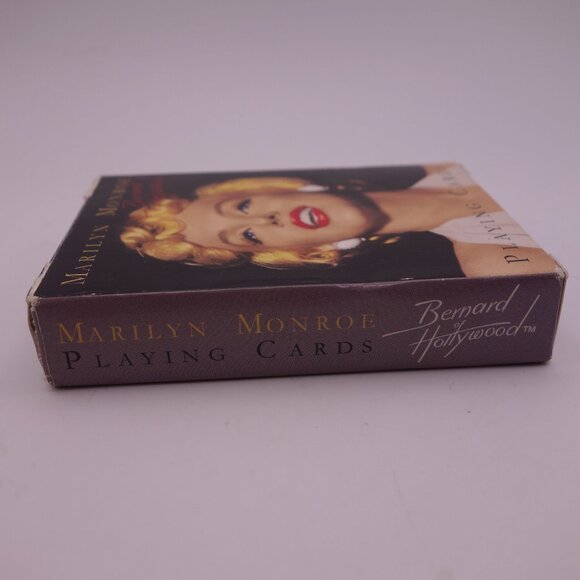 MARILYN MONROE
PLAYING CARDS
MARILYN MONROE
PLAYING CARDS
Bernard
of
Hollywood™